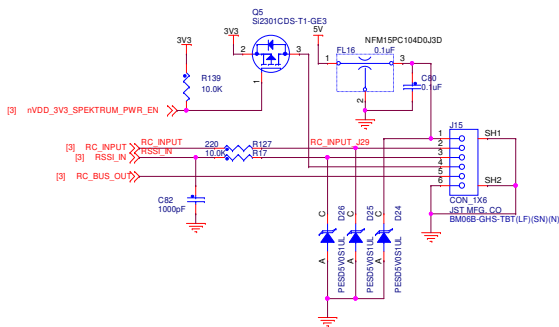 Q5
Si2301CDS-T1-GE3
3V3
3V3
2
3
1
5V
NFM15PC104D0J3D
FL16
0.1uF
1
3
2
R139
10.0K
C80
0.1uF
[3] nVDD_3V3_SPEKTRUM_PWR_EN
J15
[3] RC_INPUT
RC_INPUT
220
R127
RC_INPUT_J29
[3] RSSI_IN
RSSI_IN
10.0K
R17
[3] RC_BUS_OUT
1
2
3
4
5
6
SH1
SH2
CON_1X6
JST MFG. CO
BM06B-GHS-TBT(LF)(SN)(N)
C82
1000pF
C
A
D26
PESD5V0S1UL
C
A
D25
PESD5V0S1UL
C
A
D24
PESD5V0S1UL